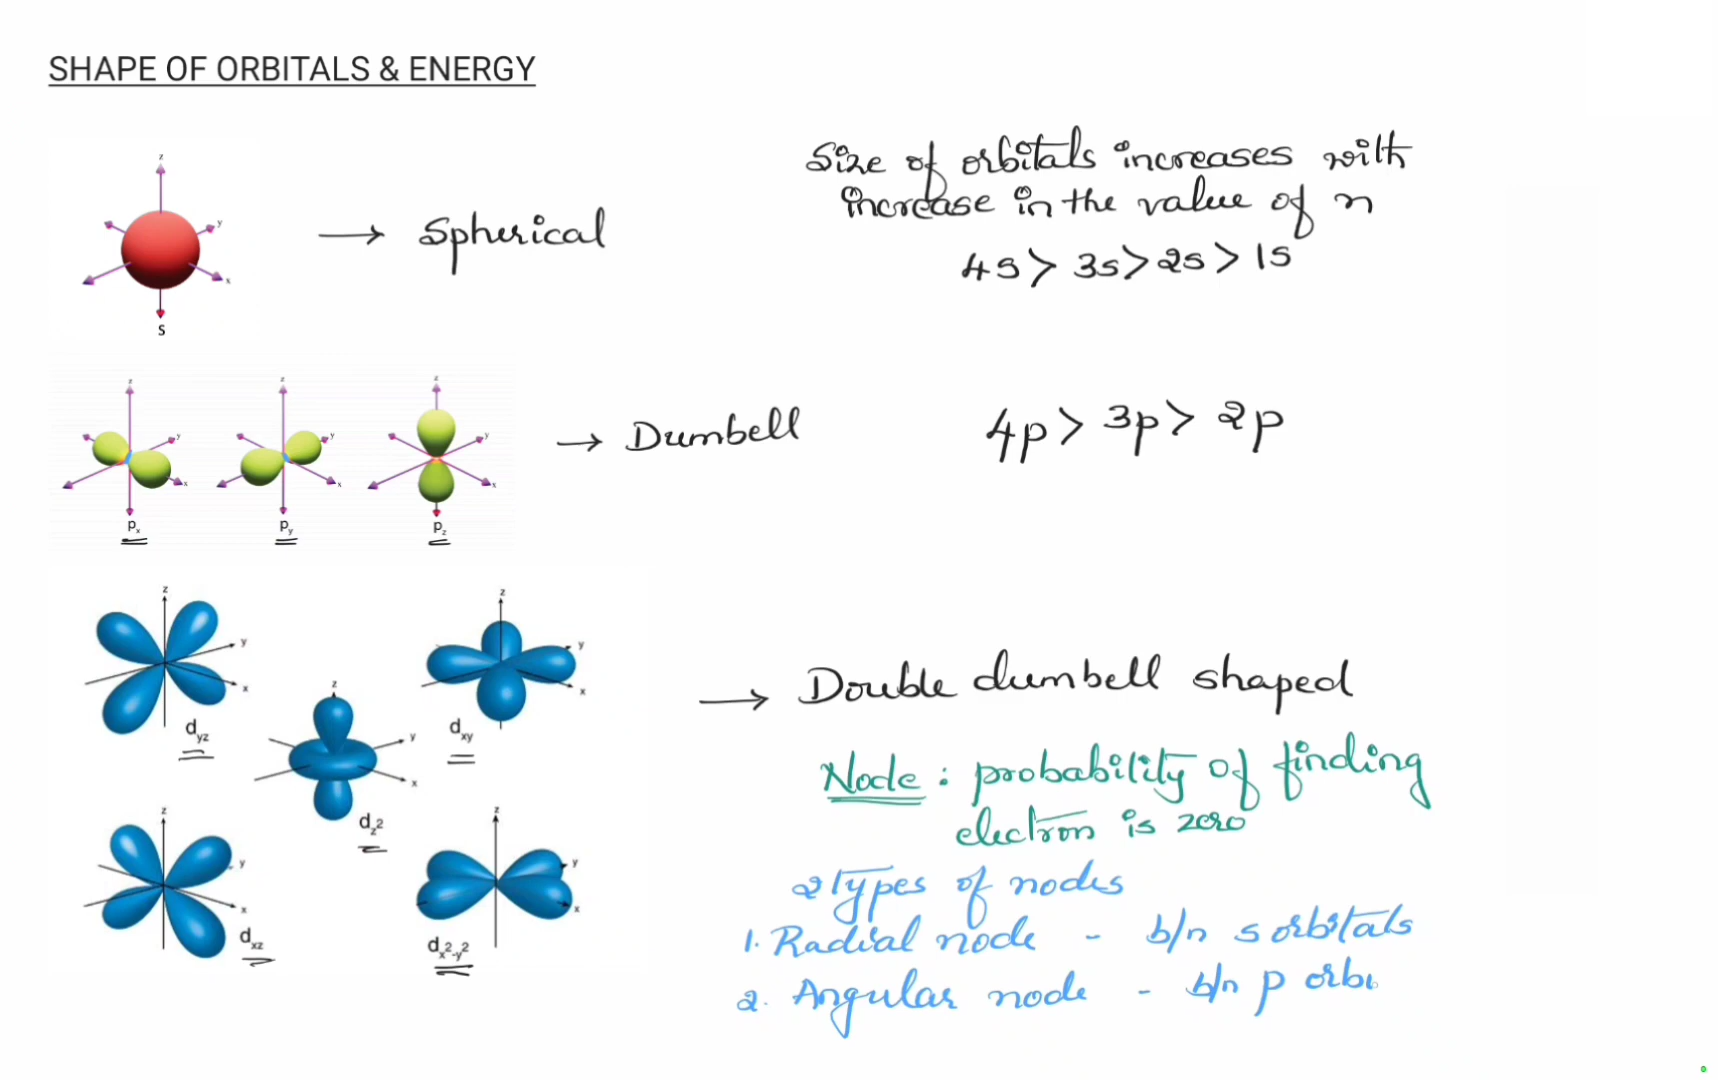 SHAPE OF ORBITALS & ENERGY
z
y
x
S
→ Spherical
Size of orbitals increases with
increase in the value of n
4s > 3s > 2s > 1s
z
y
x
Px
z
y
x
Py
z
y
x
Pz
→ Dumbell
4p > 3p > 2p
z
y
x
dyz
z
y
x
dxy
z
y
x
dz²
z
y
x
dxz
z
y
x
dx²-y²
→ Double dumbell shaped
Node : probability of finding
electron is zero
2 types of nodes
1. Radial node - b/n s orbitals
2. Angular node - b/n p orbi